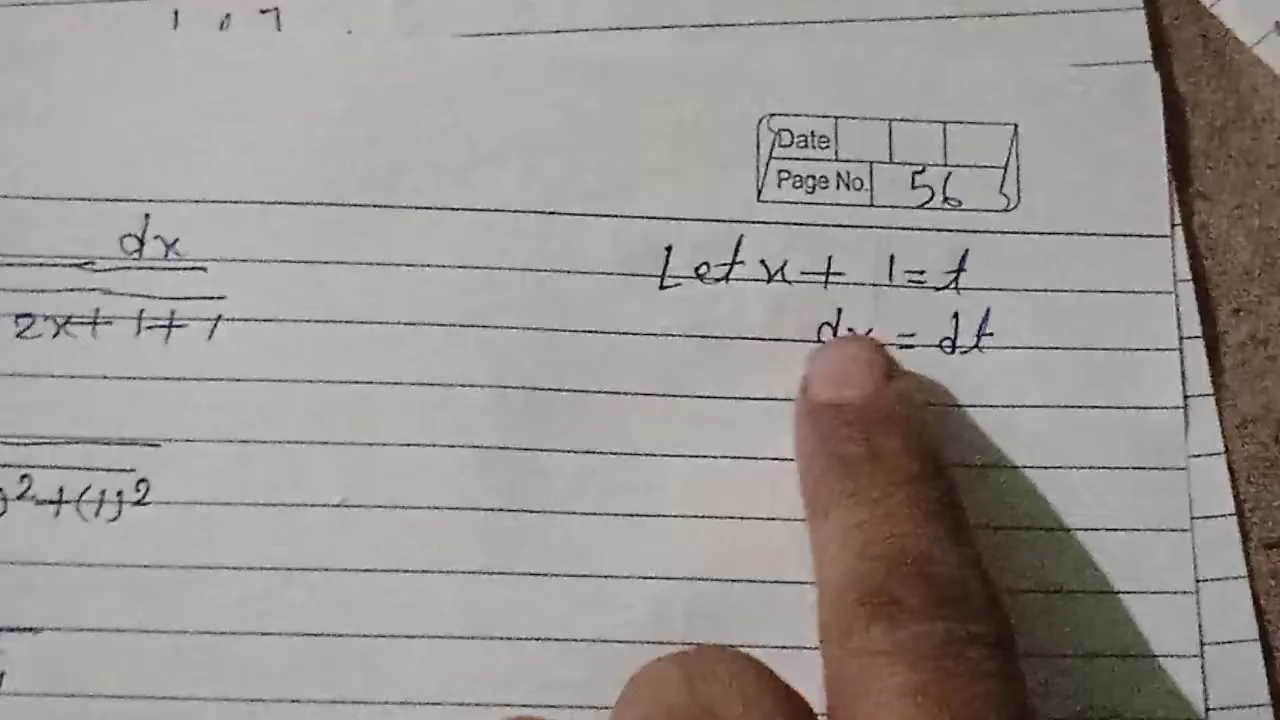 Date
Page No. 56
dx
2x+1+1
Let x + 1 = t
dx = dt
)²+(1)²